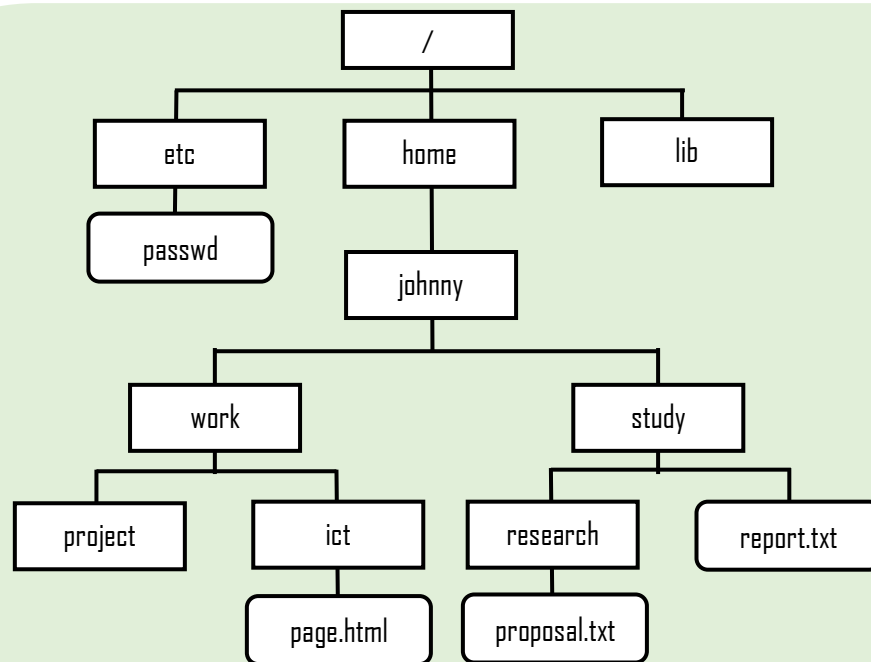 /
etc
home
lib
passwd
johnny
work
study
project
ict
research
report.txt
page.html
proposal.txt